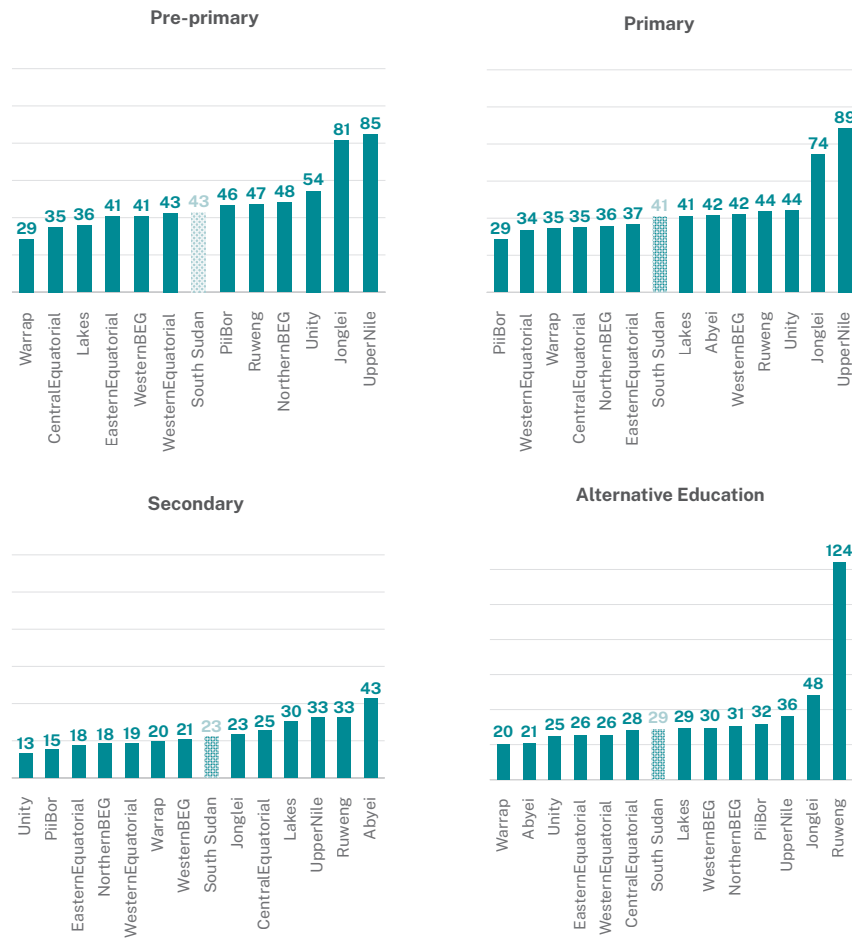 Pre-primary
29 35 36 41 41 43 43 46 47 48 54 81 85
Warrap CentralEquatorial Lakes EasternEquatorial WesternBEG WesternEquatorial South Sudan PiiBor Ruweng NorthernBEG Unity Jonglei UpperNile
Primary
29 34 35 35 36 37 41 41 42 42 44 44 74 89
PiiBor WesternEquatorial Warrap CentralEquatorial NorthernBEG EasternEquatorial South Sudan Lakes Abyei WesternBEG Ruweng Unity Jonglei UpperNile
Secondary
13 15 18 18 19 20 21 23 23 25 30 33 33 43
Unity PiiBor EasternEquatorial NorthernBEG WesternEquatorial Warrap WesternBEG South Sudan Jonglei CentralEquatorial Lakes UpperNile Ruweng Abyei
Alternative Education
20 21 25 26 26 28 29 29 30 31 32 36 48 124
Warrap Abyei Unity EasternEquatorial WesternEquatorial CentralEquatorial South Sudan Lakes WesternBEG NorthernBEG PiiBor UpperNile Jonglei Ruweng